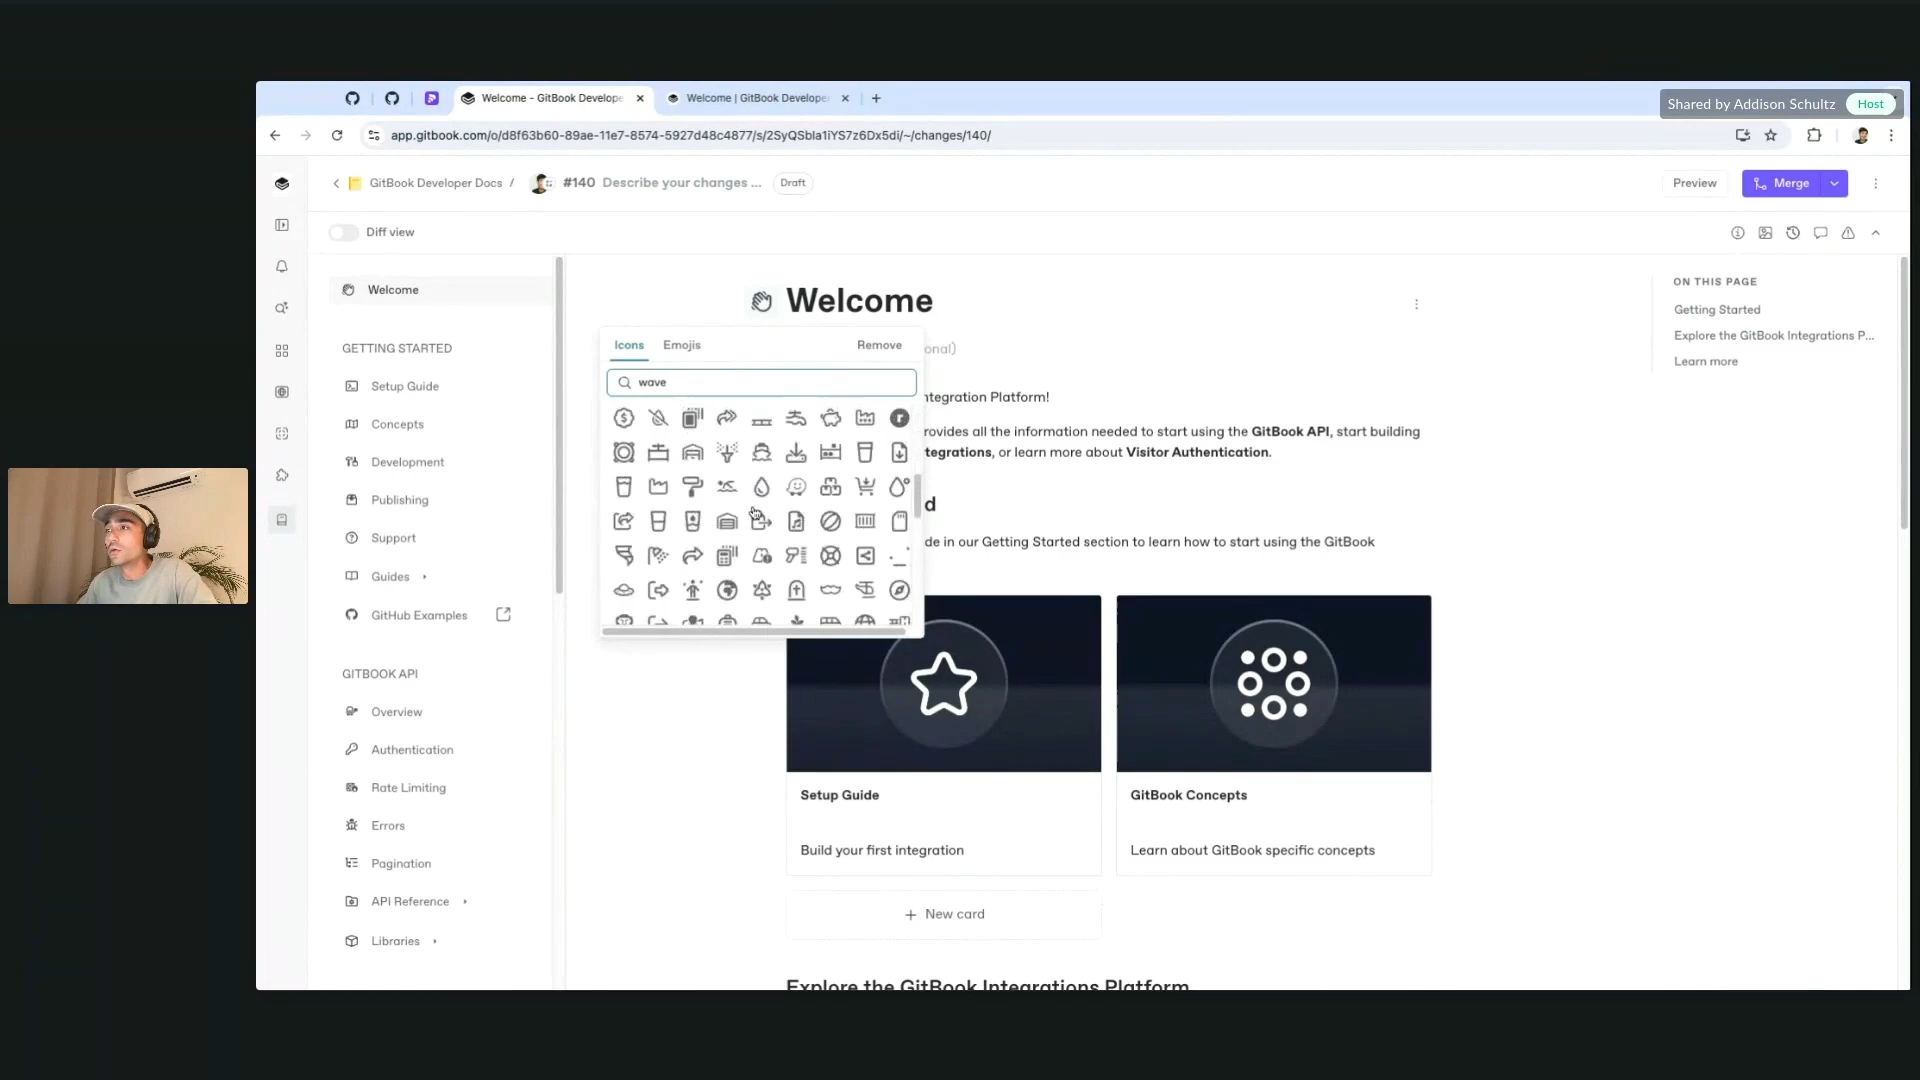 Welcome - GitBook Develope
Welcome | GitBook Develope
Shared by Addison Schultz
Host
app.gitbook.com/o/d8f63b60-89ae-11e7-8574-5927d48c4877/s/2SyQSbla1iYS7z6Dx5di/~/changes/140/
GitBook Developer Docs /
#140 Describe your changes ...
Draft
Preview
Merge
Diff view
Welcome
GETTING STARTED
Setup Guide
Concepts
Development
Publishing
Support
Guides
GitHub Examples
GITBOOK API
Overview
Authentication
Rate Limiting
Errors
Pagination
API Reference
Libraries
Welcome
Icons
Emojis
Remove
wave
onal)
ntegration Platform!
rovides all the information needed to start using the GitBook API, start building
tegrations, or learn more about Visitor Authentication.
d
de in our Getting Started section to learn how to start using the GitBook
Setup Guide
Build your first integration
GitBook Concepts
Learn about GitBook specific concepts
+ New card
Explore the GitBook Integrations Platform
ON THIS PAGE
Getting Started
Explore the GitBook Integrations P...
Learn more